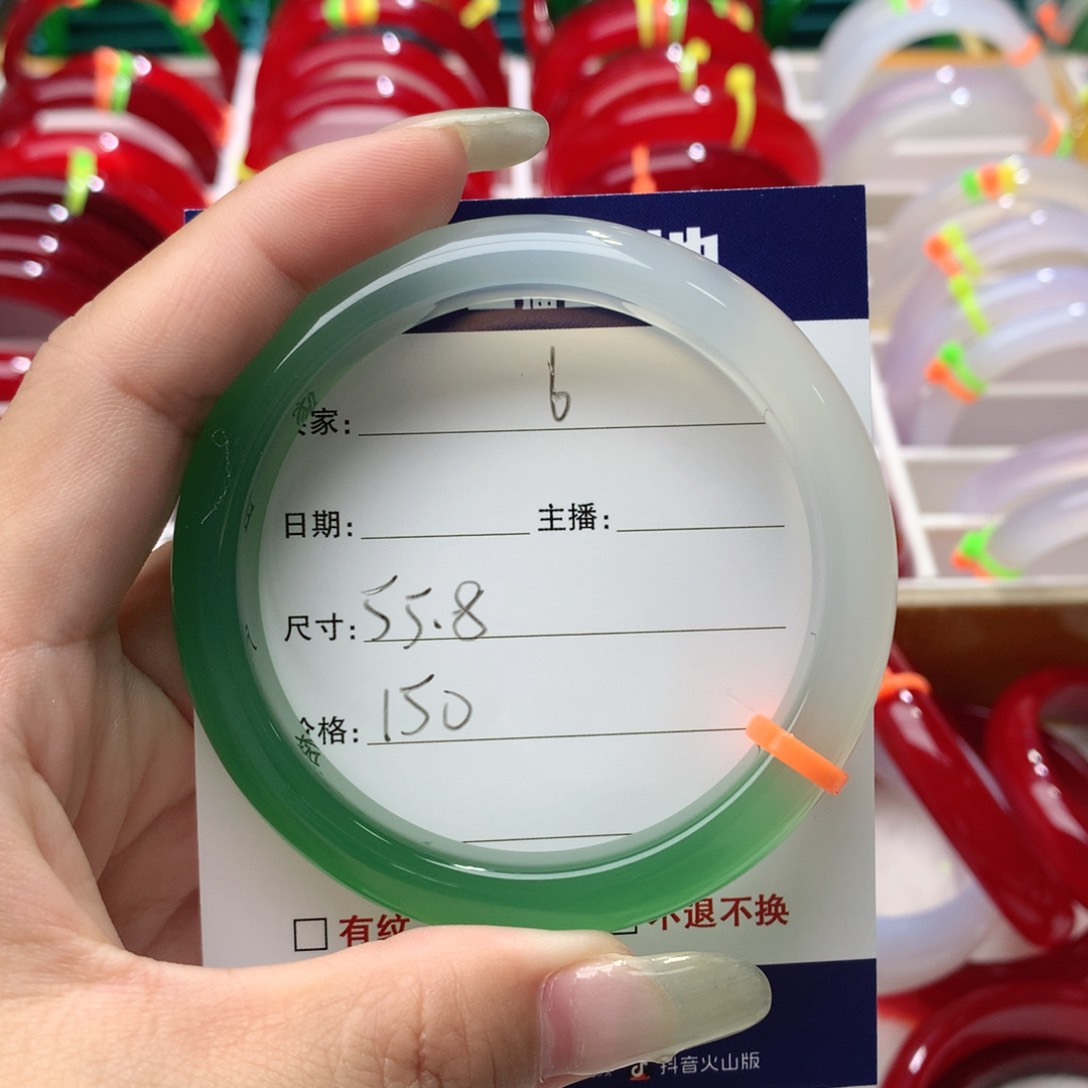 6
家:
日期: 主播:
尺寸: 55.8
价格: 150
有纹 不退不换
抖音火山版